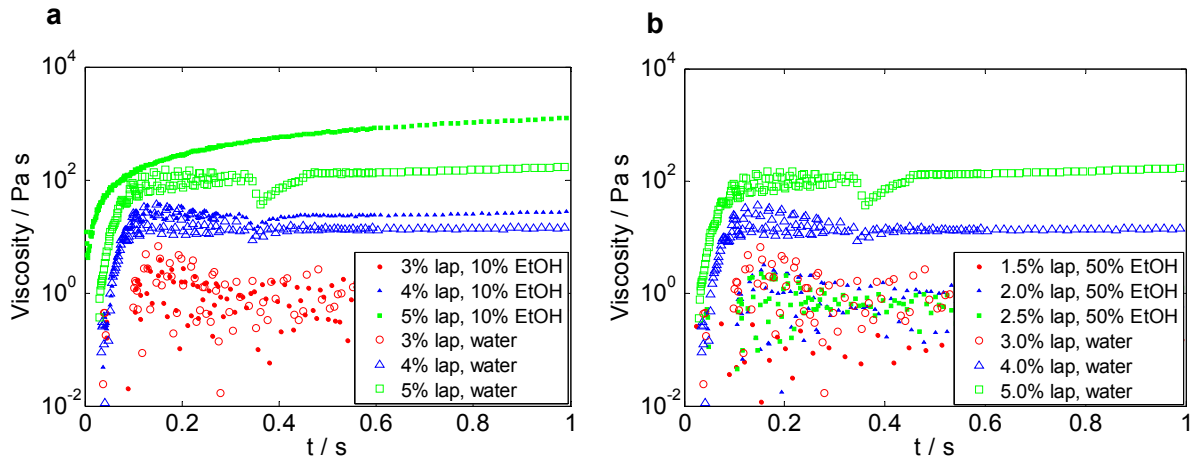 a
Viscosity / Pa s
10^4
10^2
10^0
10^-2
0
0.2
0.4
0.6
0.8
1
t / s
3% lap, 10% EtOH
4% lap, 10% EtOH
5% lap, 10% EtOH
3% lap, water
4% lap, water
5% lap, water
b
Viscosity / Pa s
10^4
10^2
10^0
10^-2
0
0.2
0.4
0.6
0.8
1
t / s
1.5% lap, 50% EtOH
2.0% lap, 50% EtOH
2.5% lap, 50% EtOH
3.0% lap, water
4.0% lap, water
5.0% lap, water